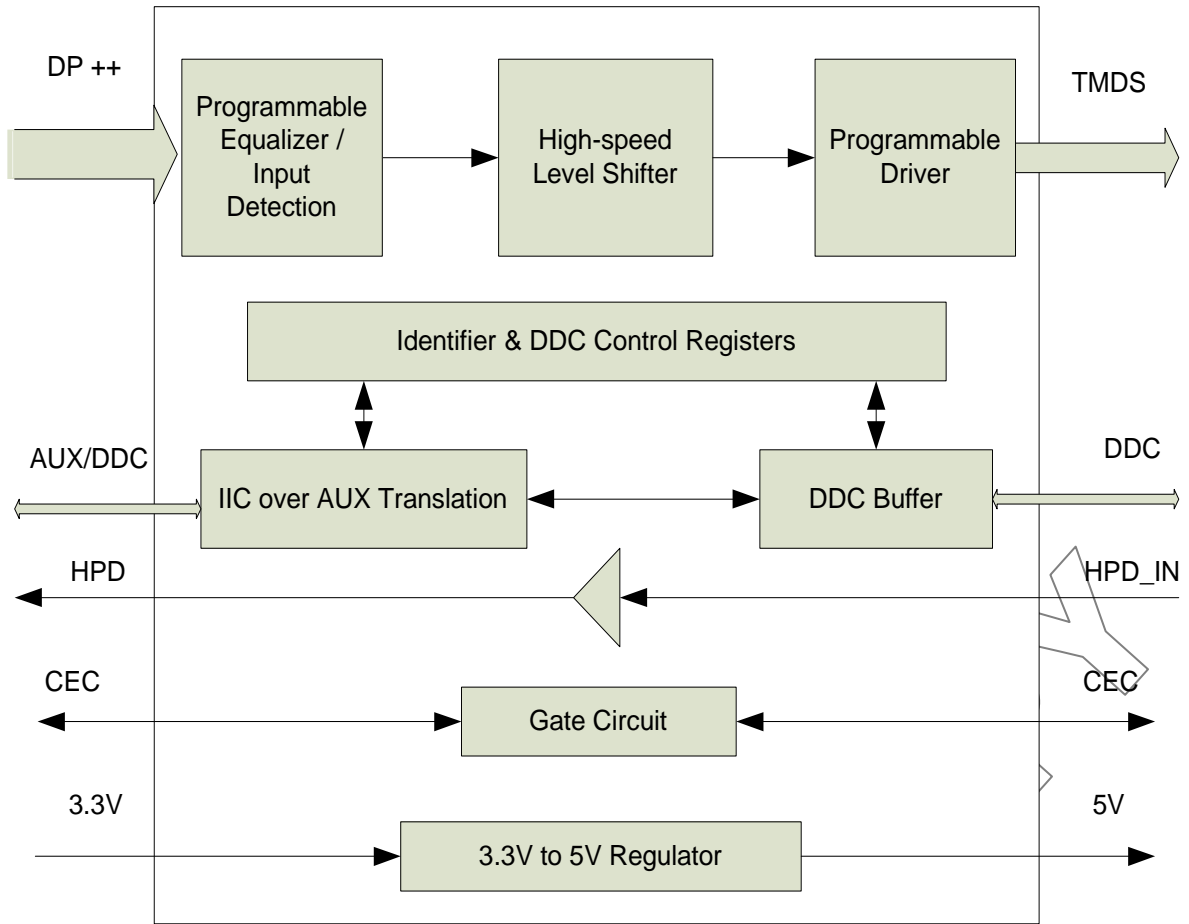 DP ++
TMDS
Programmable
Equalizer /
Input
Detection
High-speed
Level Shifter
Programmable
Driver
Identifier & DDC Control Registers
AUX/DDC
DDC
IIC over AUX Translation
DDC Buffer
HPD
HPD_IN
CEC
CEC
Gate Circuit
3.3V
5V
3.3V to 5V Regulator